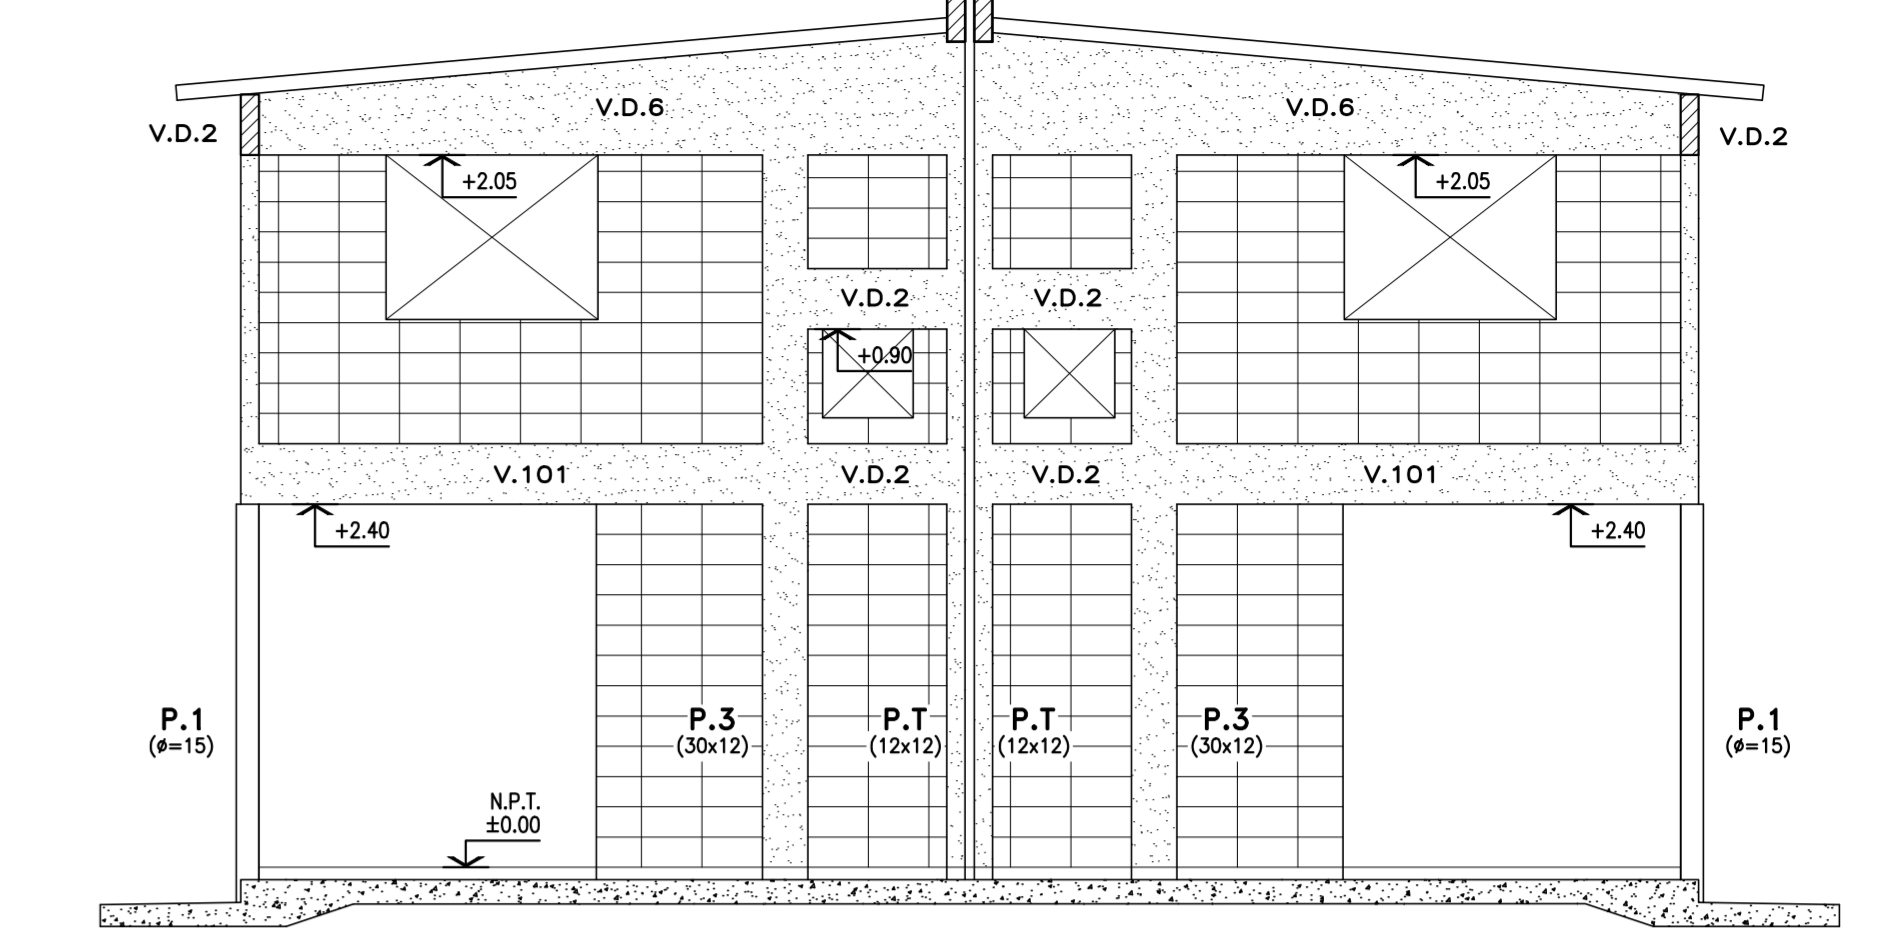 V.D.6
V.D.6
V.D.2
V.D.2
+2.05
+2.05
V.D.2
V.D.2
+0.90
V.101
V.D.2
V.D.2
V.101
+2.40
+2.40
P.1
(ø=15)
P.3
(30x12)
P.T
(12x12)
P.T
(12x12)
P.3
(30x12)
P.1
(ø=15)
N.P.T.
±0.00